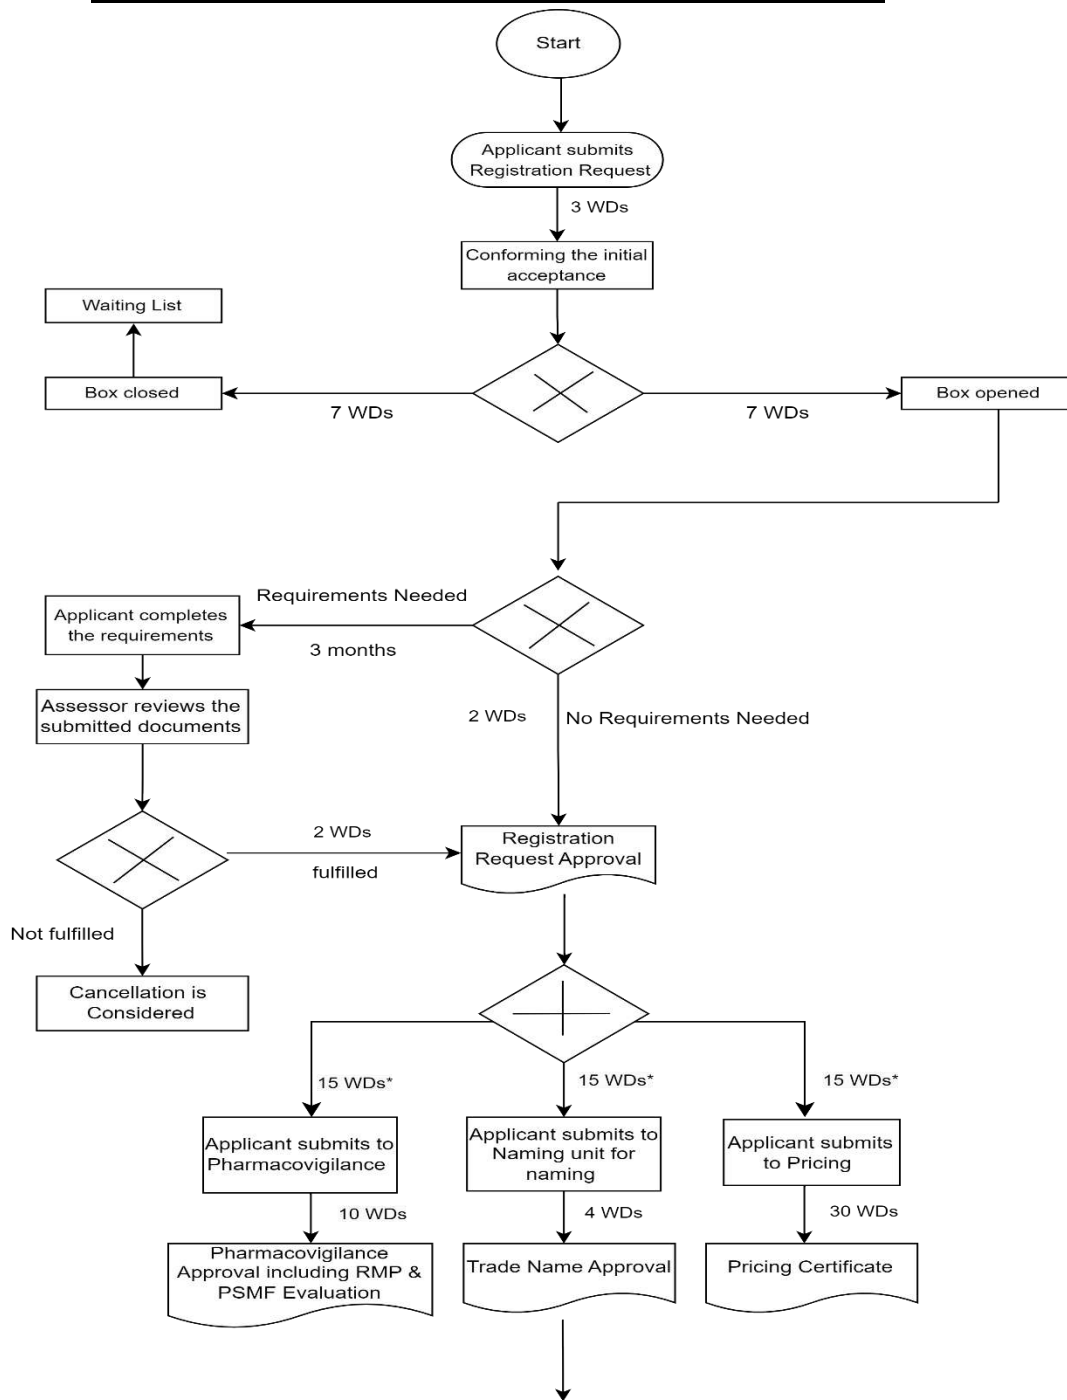 Start
Applicant submits
Registration Request
3 WDs
Conforming the initial
acceptance
Waiting List
Box closed
7 WDs
7 WDs
Box opened
Requirements Needed
3 months
Applicant completes
the requirements
Assessor reviews the
submitted documents
2 WDs
No Requirements Needed
2 WDs
fulfilled
Registration
Request Approval
Not fulfilled
Cancellation is
Considered
15 WDs*
15 WDs*
15 WDs*
Applicant submits to
Pharmacovigilance
Applicant submits to
Naming unit for
naming
Applicant submits
to Pricing
10 WDs
4 WDs
30 WDs
Pharmacovigilance
Approval including RMP &
PSMF Evaluation
Trade Name Approval
Pricing Certificate